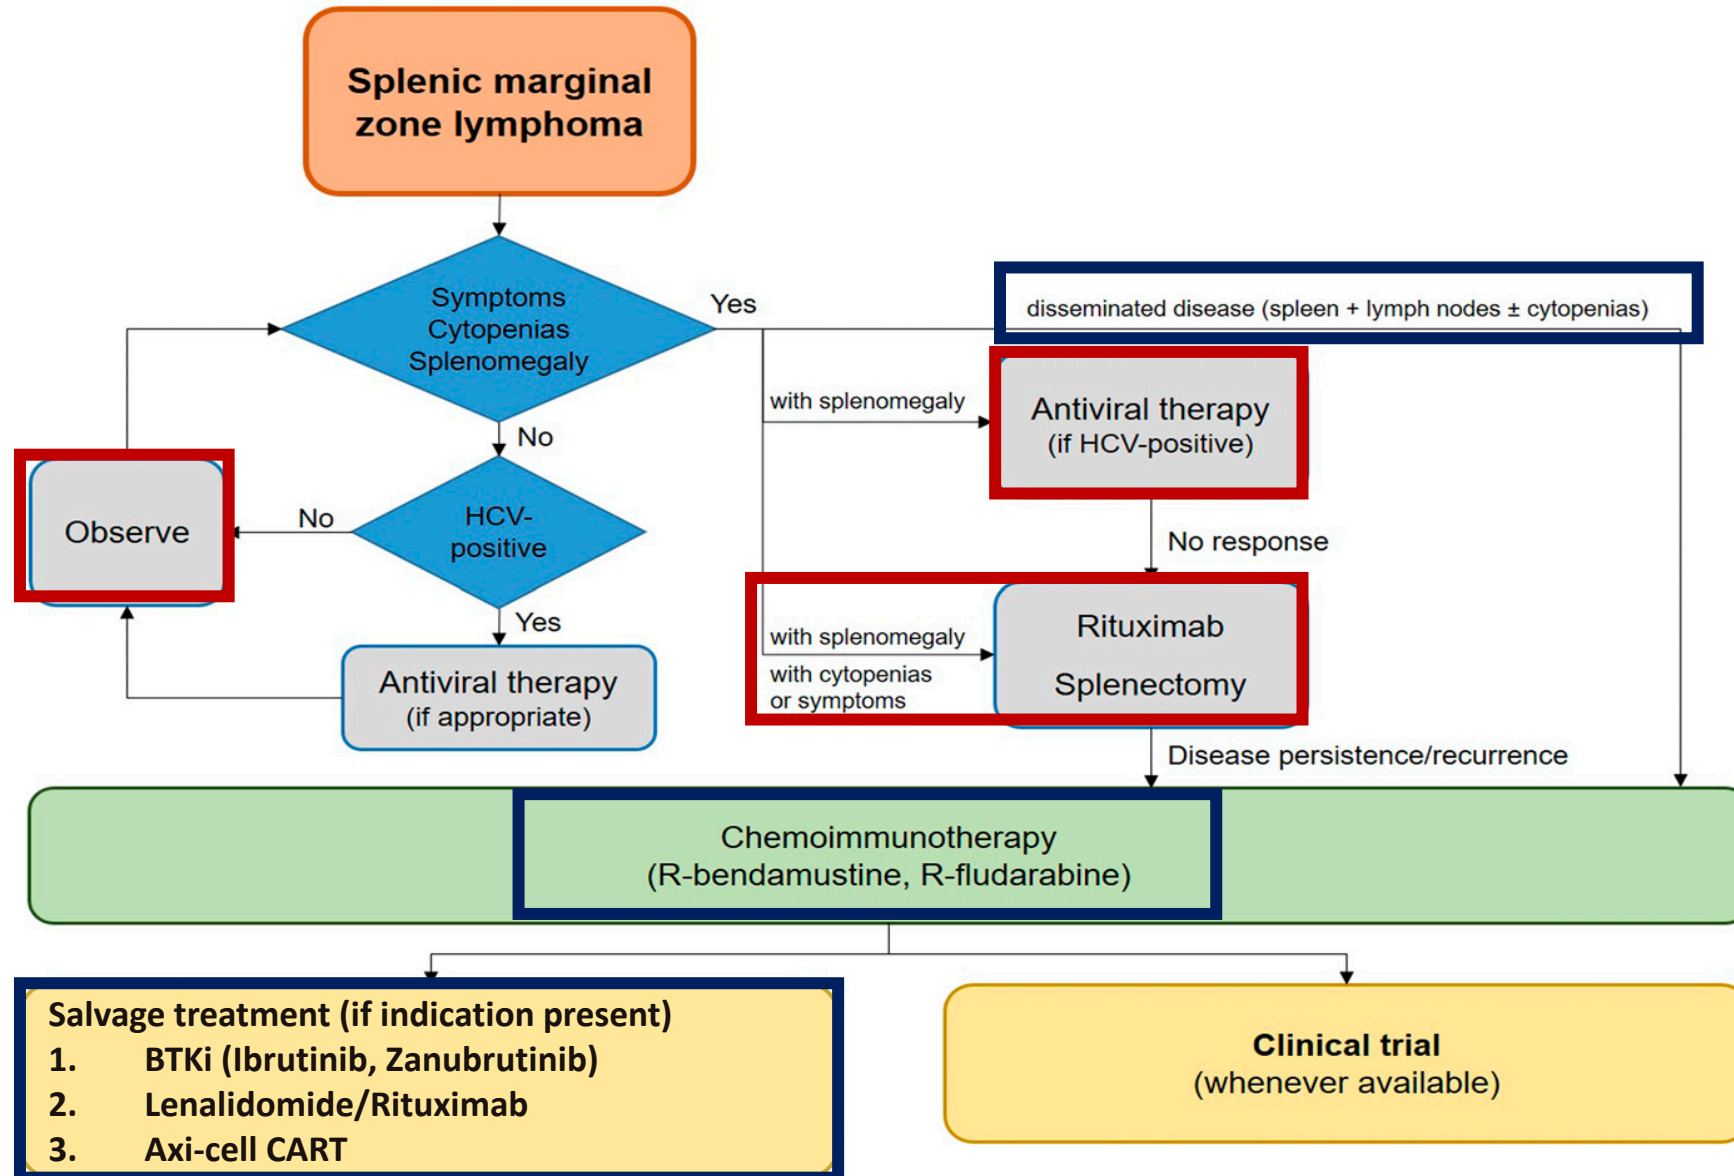 Splenic marginal
zone lymphoma
Symptoms
Cytopenias
Splenomegaly
Yes
disseminated disease (spleen + lymph nodes ± cytopenias)
with splenomegaly
Antiviral therapy
(if HCV-positive)
No
Observe
No
HCV-
positive
No response
Yes
with splenomegaly
with cytopenias
or symptoms
Rituximab
Splenectomy
Antiviral therapy
(if appropriate)
Disease persistence/recurrence
Chemoimmunotherapy
(R-bendamustine, R-fludarabine)
Salvage treatment (if indication present)
1. BTKi (Ibrutinib, Zanubrutinib)
2. Lenalidomide/Rituximab
3. Axi-cell CART
Clinical trial
(whenever available)